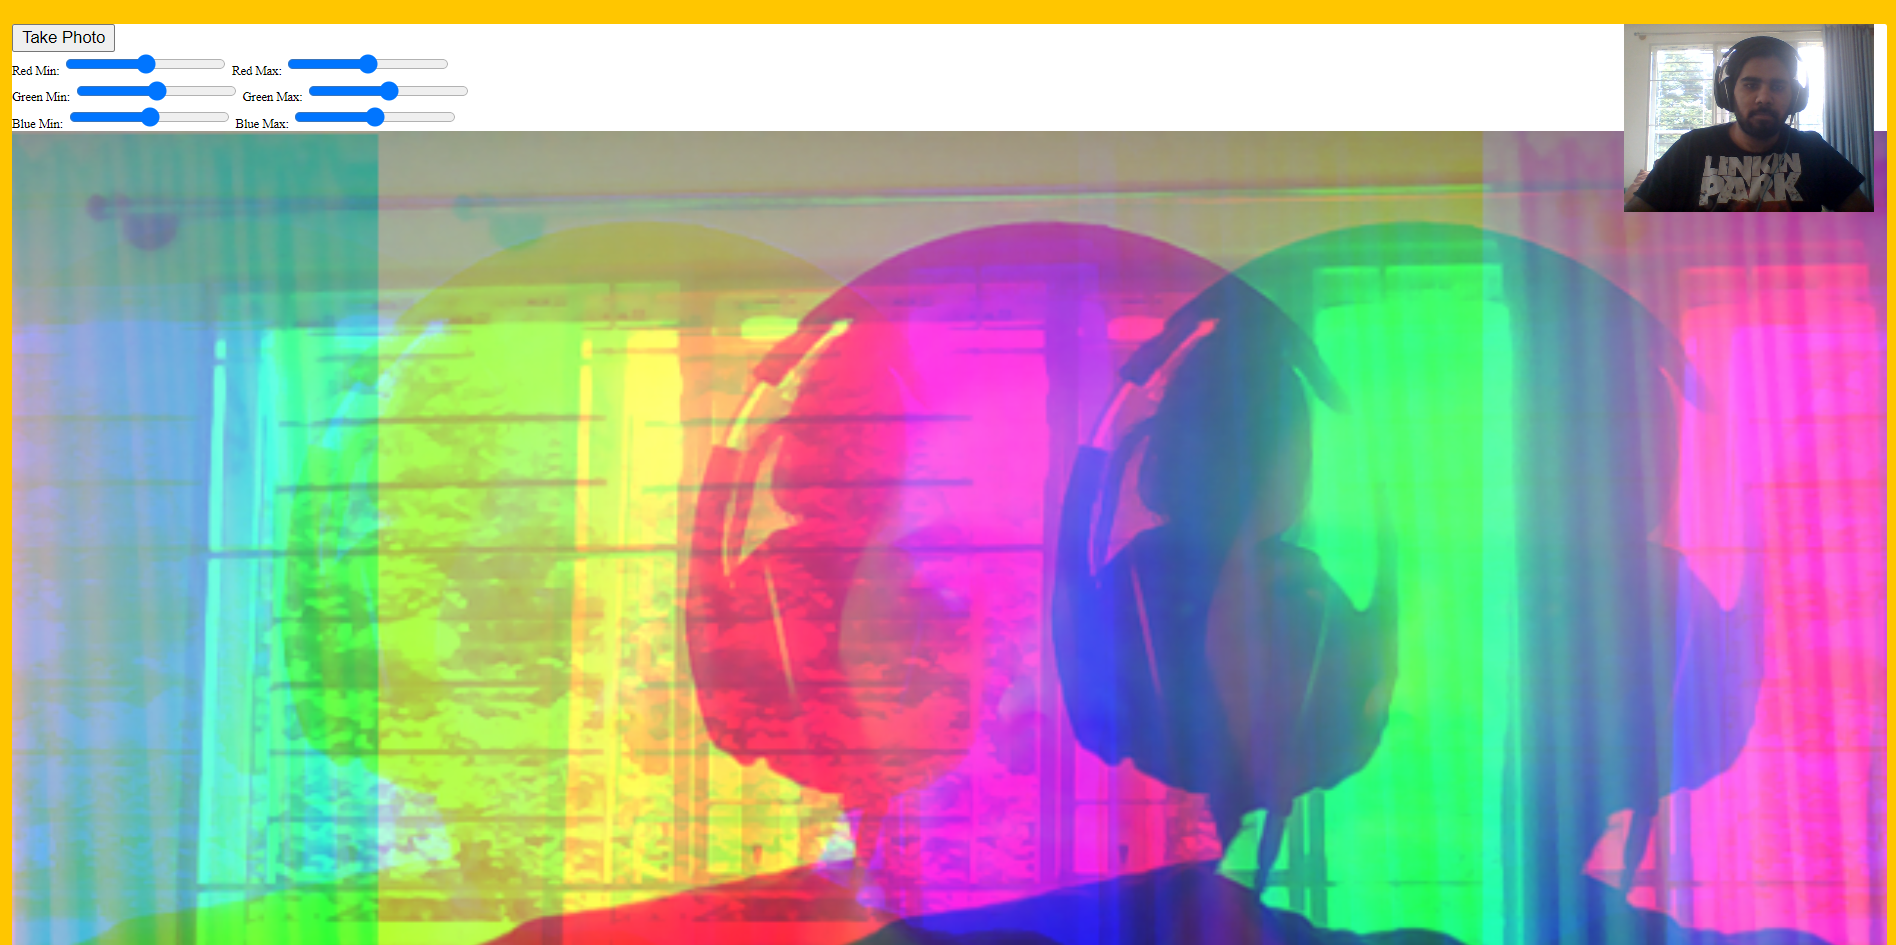 Take Photo
Red Min: Red Max:
Green Min: Green Max:
Blue Min: Blue Max:
LINKIN
PARK